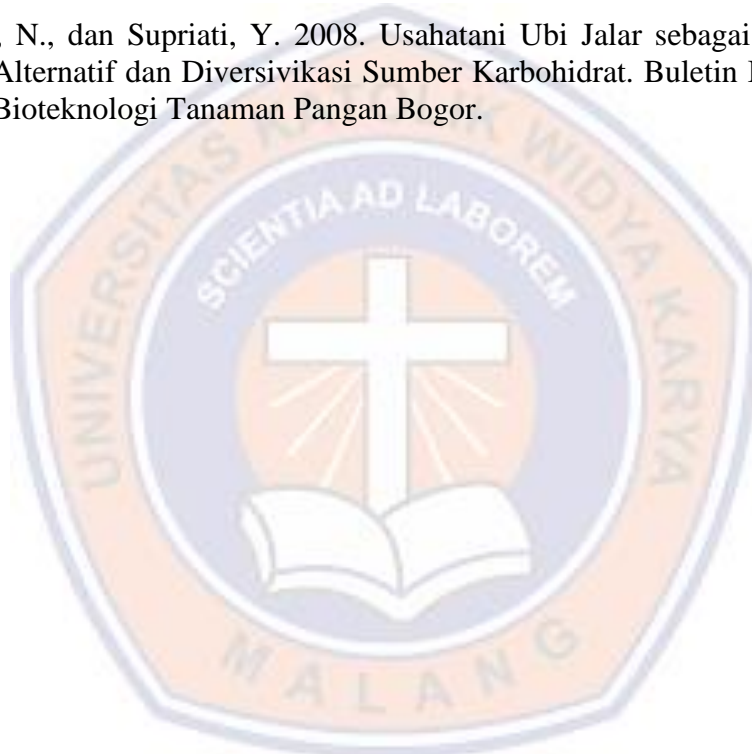 , N., dan Supriati, Y. 2008. Usahatani Ubi Jalar sebagai
Alternatif dan Diversivikasi Sumber Karbohidrat. Buletin
Bioteknologi Tanaman Pangan Bogor.
UNIVERSITAS KATOLIK WIDYA KARYA
SCIENTIA AD LABOREM
MALANG